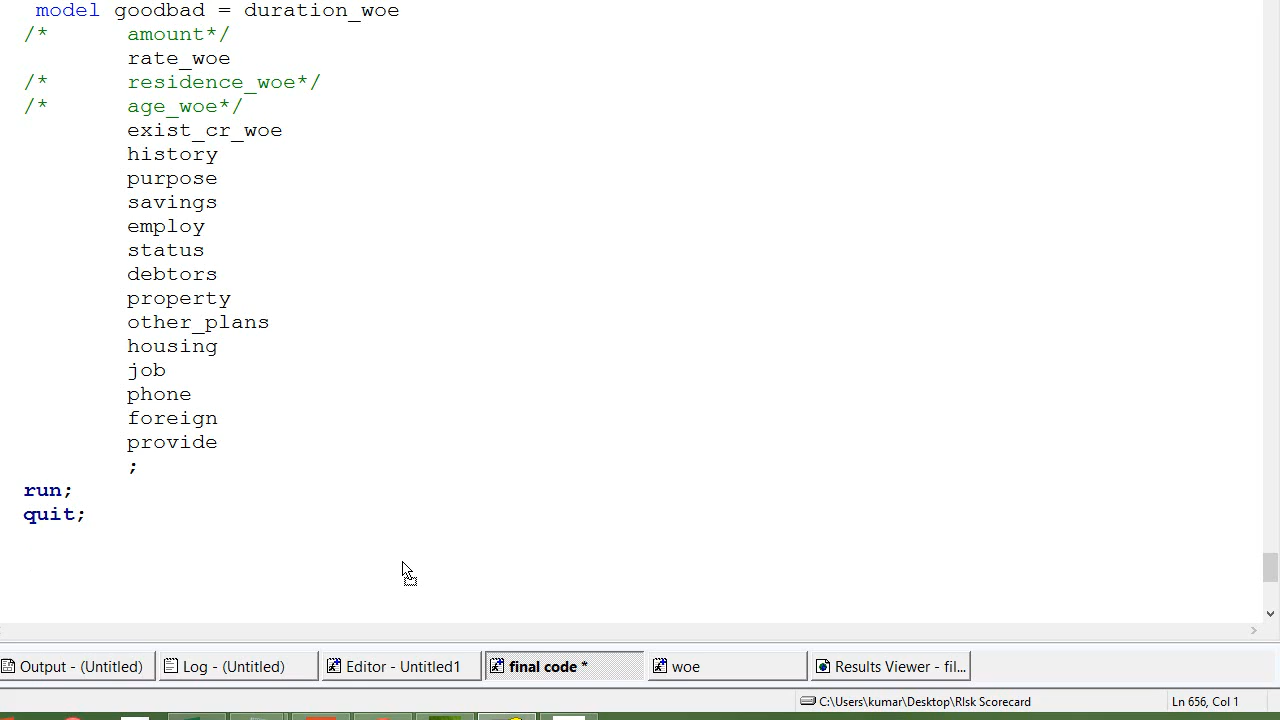 model goodbad = duration_woe
/* amount*/
rate_woe
/* residence_woe*/
/* age_woe*/
exist_cr_woe
history
purpose
savings
employ
status
debtors
property
other_plans
housing
job
phone
foreign
provide
;
run;
quit;
Output - (Untitled) Log - (Untitled) Editor - Untitled1 final code * woe Results Viewer - fil...
C:\Users\kumar\Desktop\RIsk Scorecard Ln 656, Col 1